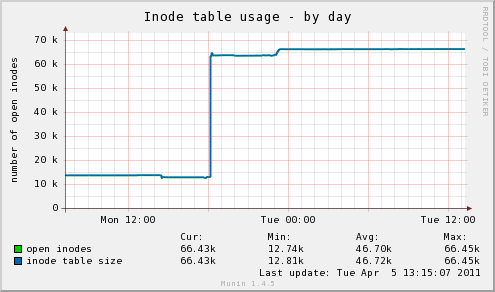 Inode table usage - by day
RRDTOOL / TOBI OETIKER
number of open inodes
70 k
60 k
50 k
40 k
30 k
20 k
10 k
0
Mon 12:00 Tue 00:00 Tue 12:00
Cur: Min: Avg: Max:
open inodes 66.43k 12.74k 46.70k 66.45k
inode table size 66.43k 12.81k 46.72k 66.45k
Last update: Tue Apr 5 13:15:07 2011
Munin 1.4.5